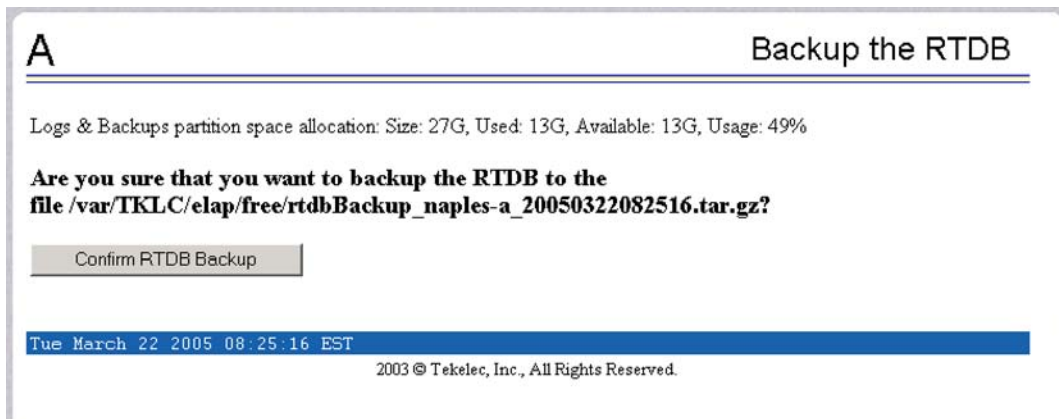 A
Backup the RTDB
Logs & Backups partition space allocation: Size: 27G, Used: 13G, Available: 13G, Usage: 49%
Are you sure that you want to backup the RTDB to the
file /var/TKLC/elap/free/rtdbBackup_naples-a_20050322082516.tar.gz?
Confirm RTDB Backup
Tue March 22 2005 08:25:16 EST
2003 © Tekelec, Inc., All Rights Reserved.